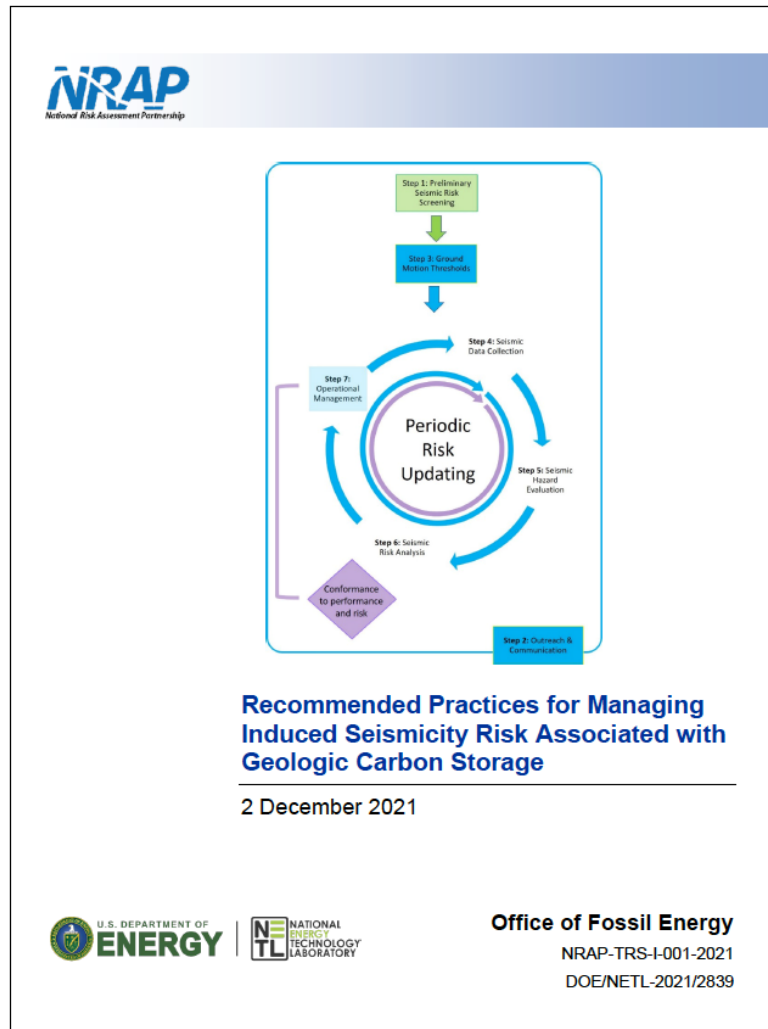 NRAP
National Risk Assessment Partnership
Step 1: Preliminary
Seismic Risk
Screening
Step 3: Ground
Motion Thresholds
Step 4: Seismic
Data Collection
Step 7:
Operational
Management
Periodic
Risk
Updating
Step 5: Seismic
Hazard
Evaluation
Step 6: Seismic
Risk Analysis
Conformance
to performance
and risk
Step 2: Outreach &
Communication
Recommended Practices for Managing
Induced Seismicity Risk Associated with
Geologic Carbon Storage
2 December 2021
U.S. DEPARTMENT OF
ENERGY
NE
TL
NATIONAL
ENERGY
TECHNOLOGY
LABORATORY
Office of Fossil Energy
NRAP-TRS-I-001-2021
DOE/NETL-2021/2839